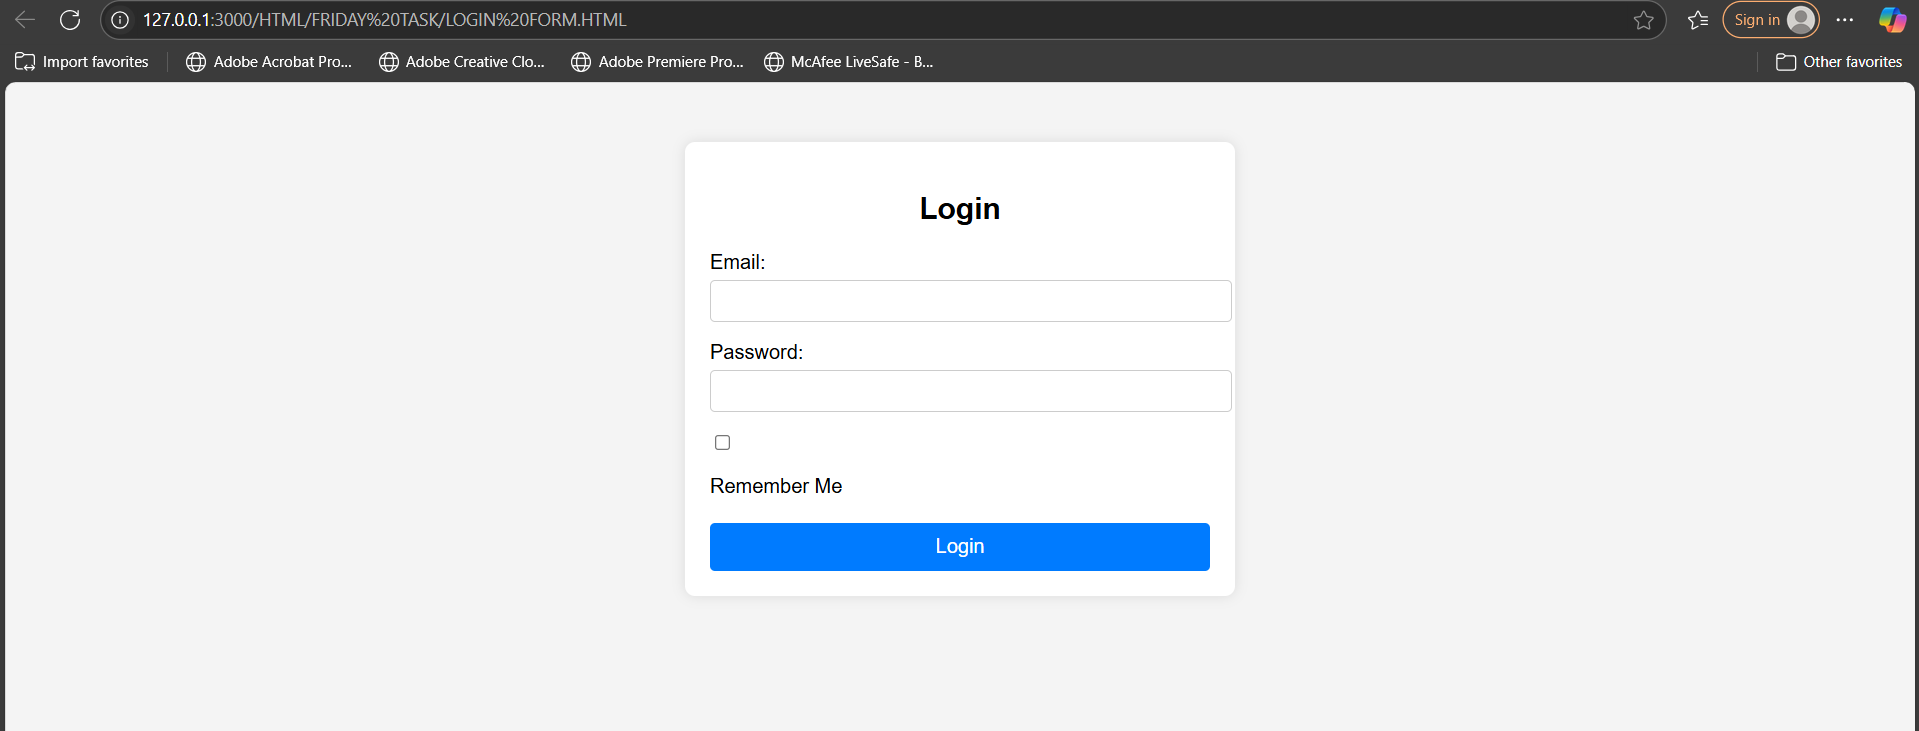 127.0.0.1:3000/HTML/FRIDAY%20TASK/LOGIN%20FORM.HTML
Sign in
Import favorites
Adobe Acrobat Pro...
Adobe Creative Clo...
Adobe Premiere Pro...
McAfee LiveSafe - B...
Other favorites
Login
Email:
Password:
Remember Me
Login